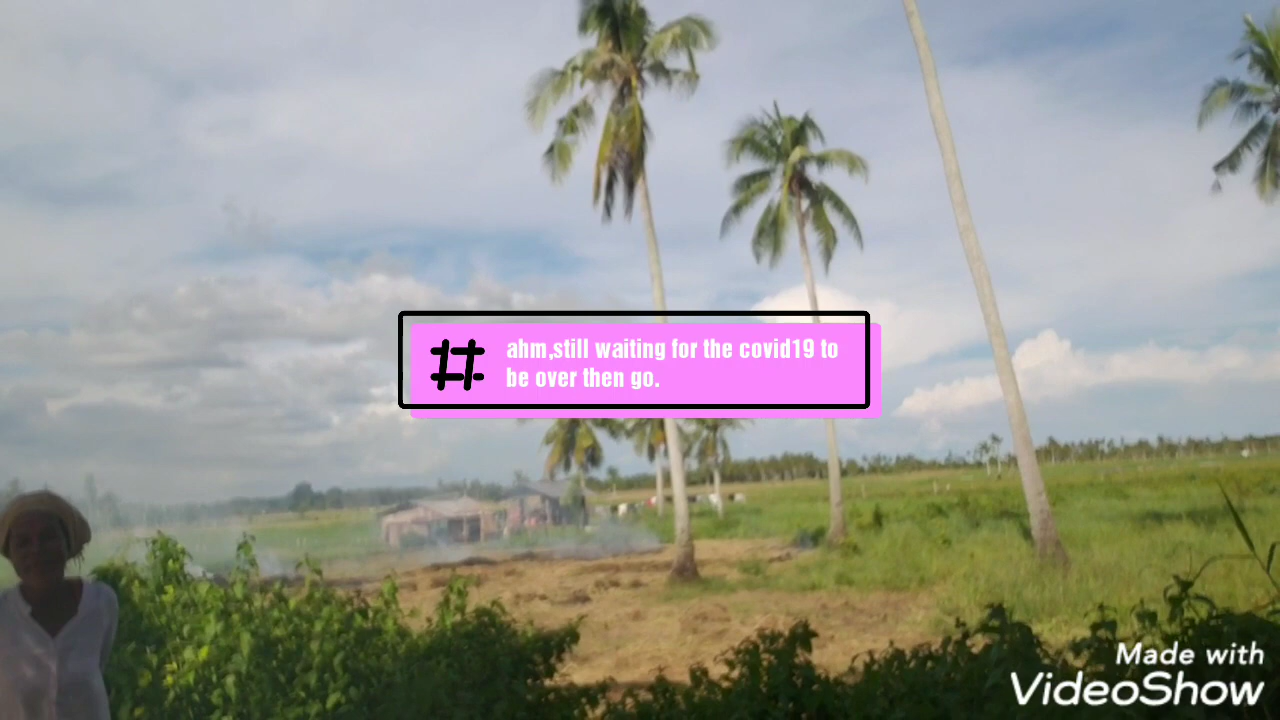 # ahm,still waiting for the covid19 to
be over then go.
Made with
VideoShow